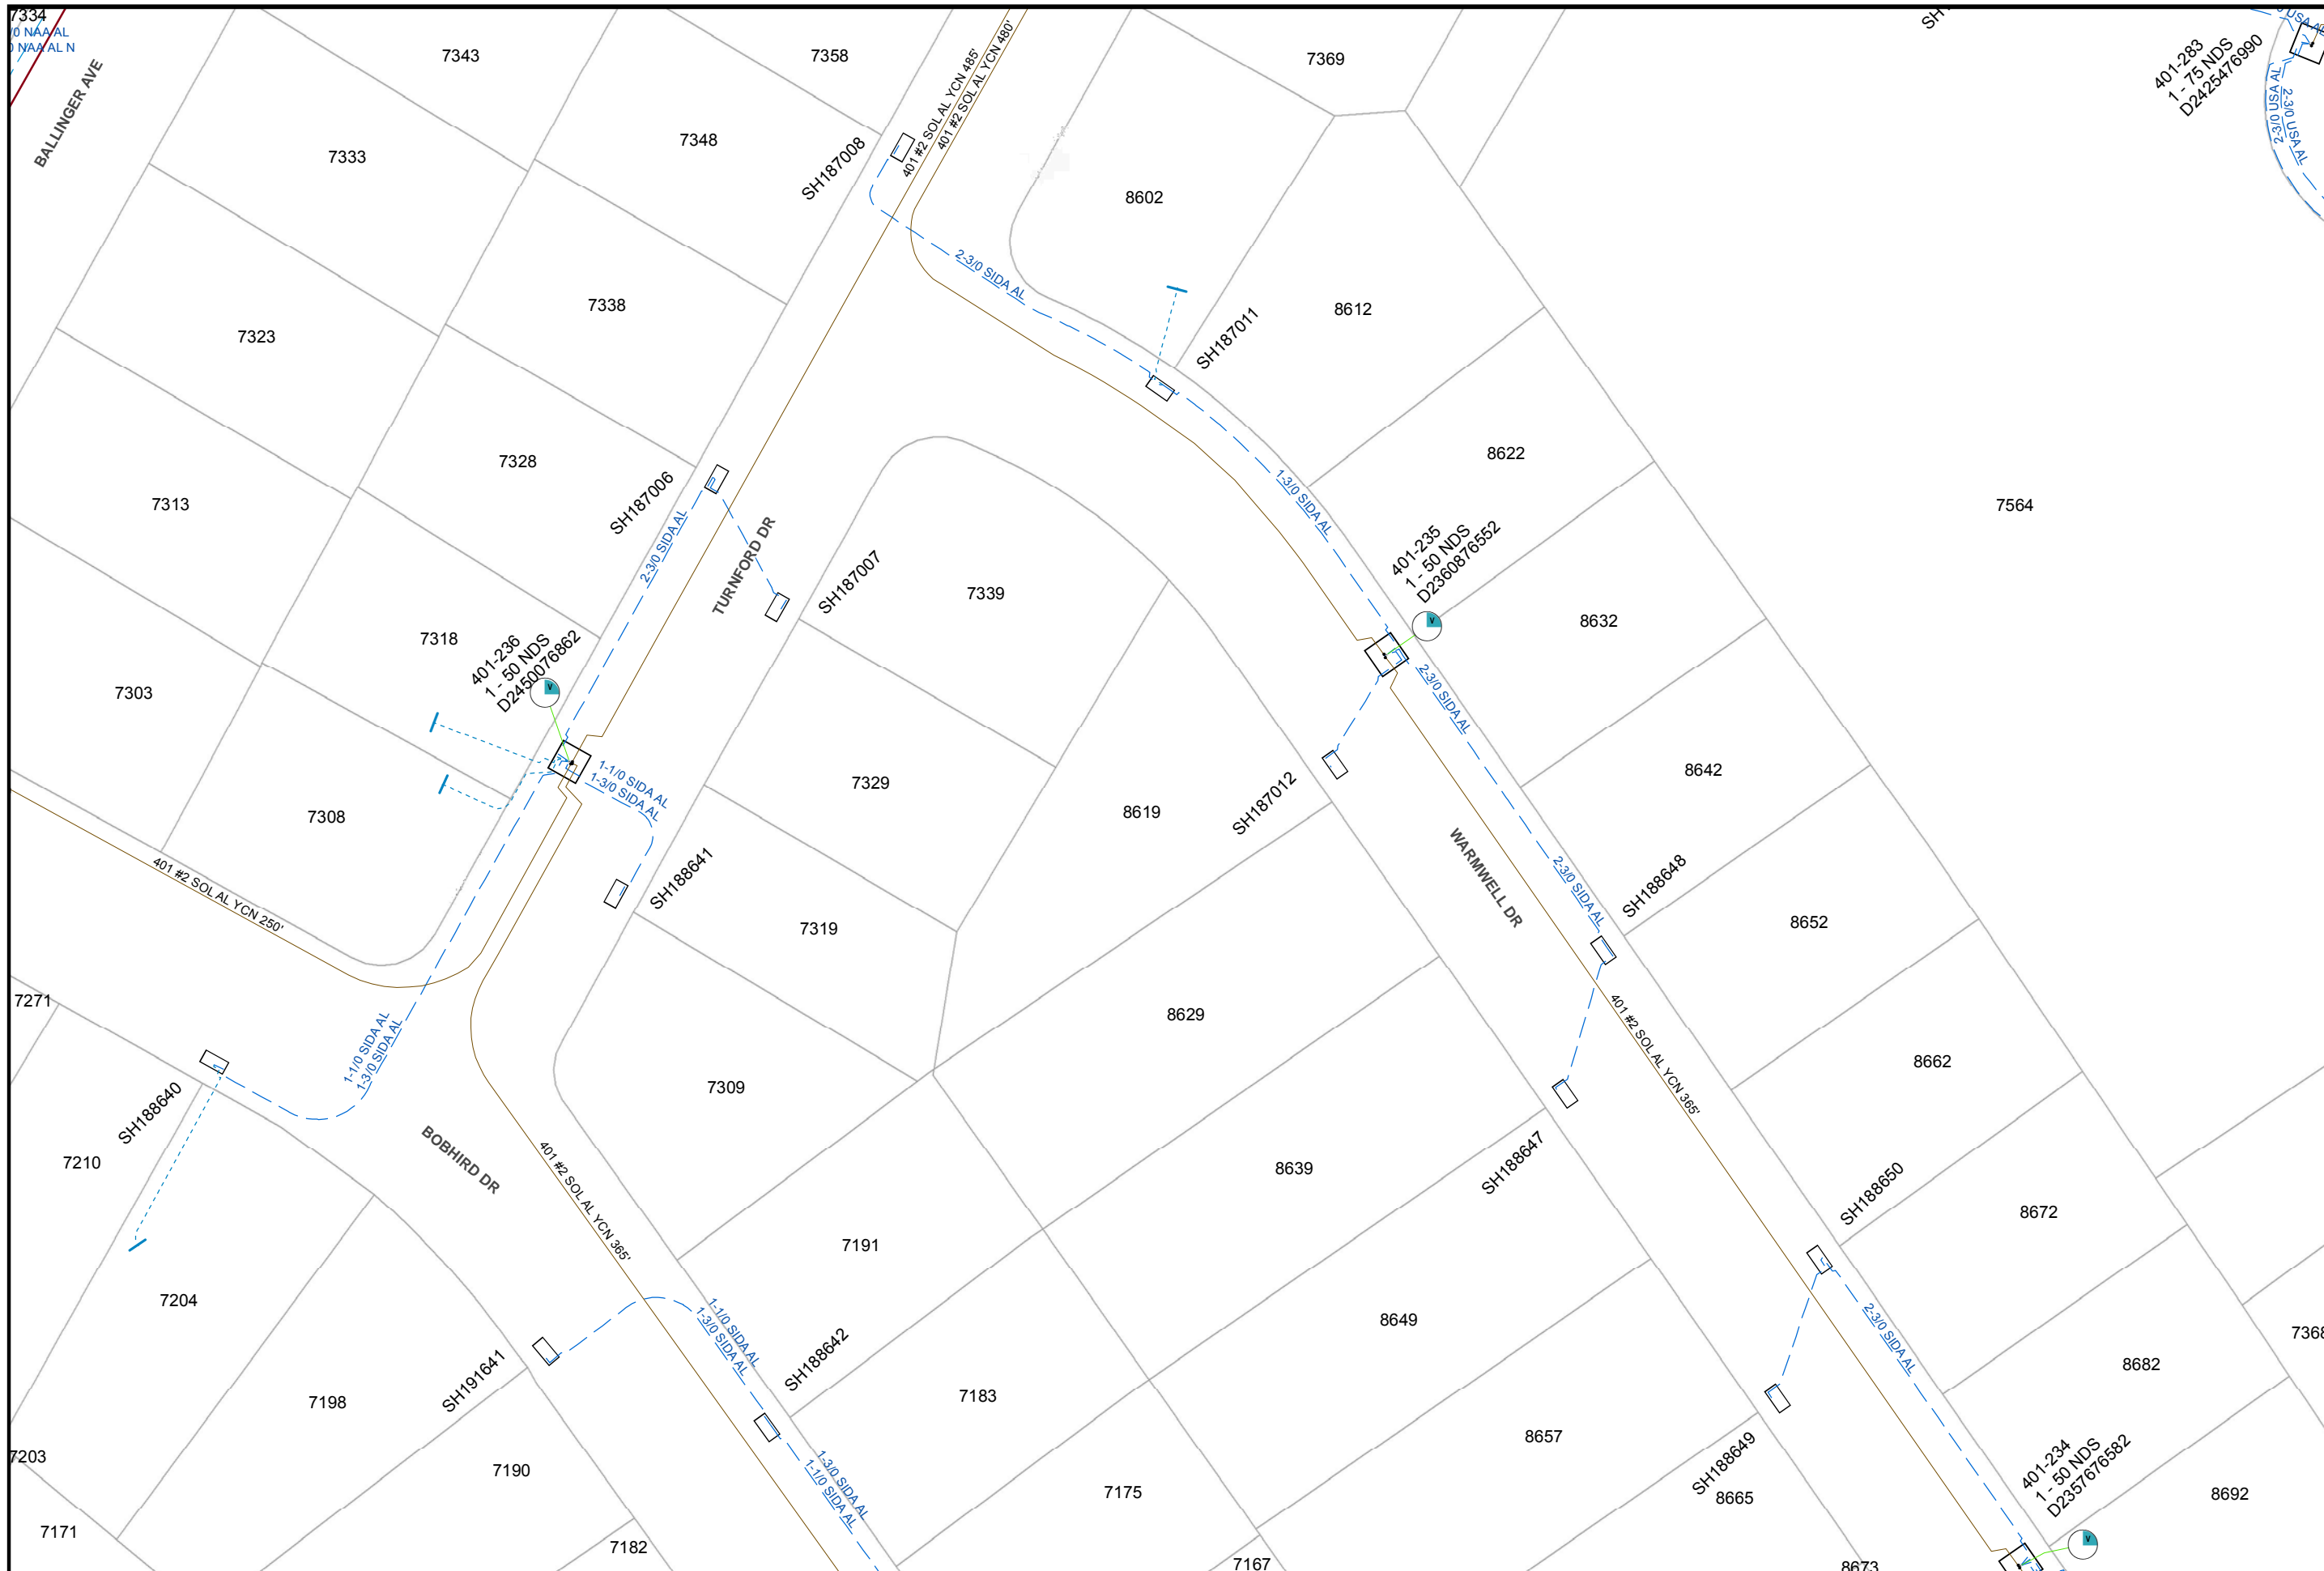 7334
/0 NAA AL
0 NAA AL N
BALLINGER AVE
7343
7358
7369
401 #2 SOL AL YCN 485'
401 #2 SOL AL YCN 480'
401-283
1 - 75 NDS
D2425476990
2-3/0 USA AL
2-3/0 USA AL
7333
7348
SH187008
8602
2-3/0 SIDA AL
7323
7338
SH187011
8612
7313
7328
SH187006
2-3/0 SIDA AL
TURNFORD DR
SH187007
7339
1-3/0 SIDA AL
8622
7564
401-235
1 - 50 NDS
D2360876552
V
8632
7303
7318
401-236
1 - 50 NDS
D2450076862
V
2-3/0 SIDA AL
1-1/0 SIDA AL
1-3/0 SIDA AL
7308
7329
8619
SH187012
8642
401 #2 SOL AL YCN 250'
SH188641
7319
WARMWELL DR
2-3/0 SIDA AL
SH188648
8652
7271
1-1/0 SIDA AL
1-3/0 SIDA AL
8629
401 #2 SOL AL YCN 365'
8662
SH188640
7309
7210
BOBHIRD DR
401 #2 SOL AL YCN 365'
8639
SH188647
SH188650
8672
7204
7191
1-1/0 SIDA AL
1-3/0 SIDA AL
8649
2-3/0 SIDA AL
7368
8682
SH191641
SH188642
7198
7183
7203
7190
1-3/0 SIDA AL
1-1/0 SIDA AL
7175
8657
SH188649
8665
401-234
1 - 50 NDS
D2357676582
V
8692
7171
7182
7167
8673